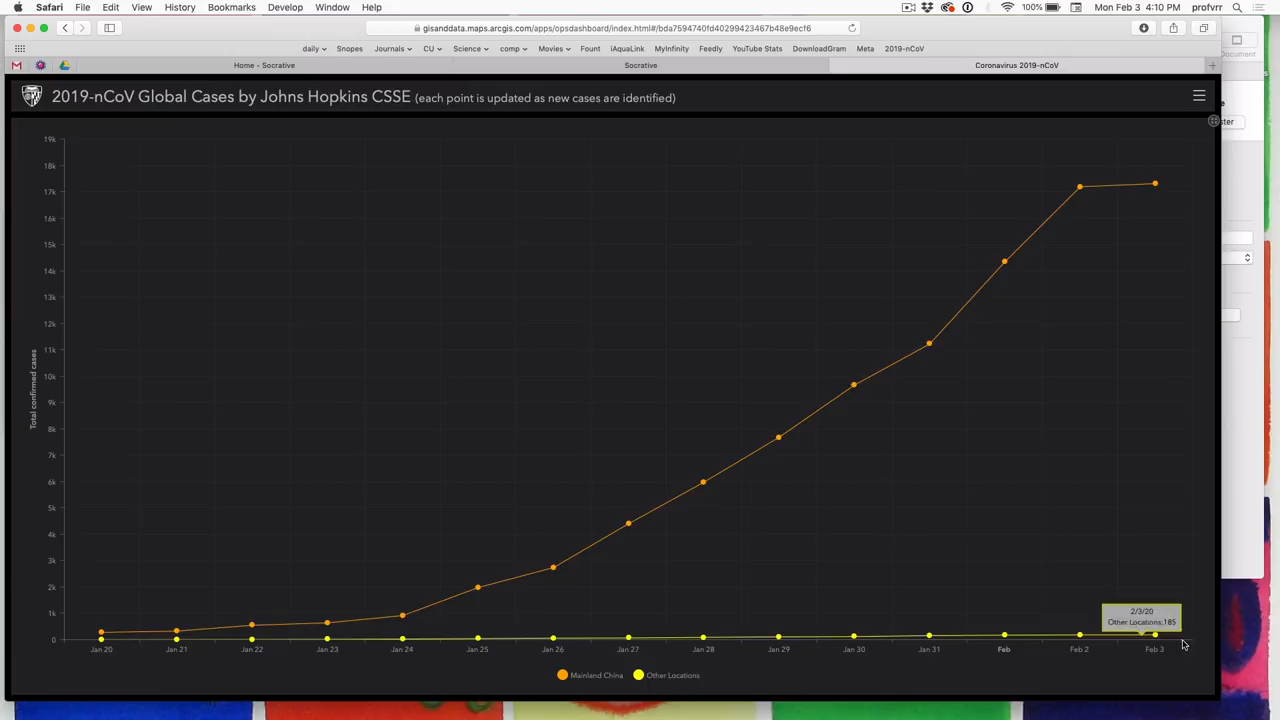 Safari File Edit View History Bookmarks Develop Window Help 100% Mon Feb 3 4:10 PM profvrr
gisanddata.maps.arcgis.com/apps/opsdashboard/index.html#/bda7594740fd40299423467b48e9ecf6
daily Snopes Journals CU Science comp Movies Fount iAquaLink MyInfinity Feedly YouTube Stats DownloadGram Meta 2019-nCoV
Home - Socrative Socrative Coronavirus 2019-nCoV
2019-nCoV Global Cases by Johns Hopkins CSSE (each point is updated as new cases are identified)
Total confirmed cases
19k
18k
17k
16k
15k
14k
13k
12k
11k
10k
9k
8k
7k
6k
5k
4k
3k
2k
1k
0
2/3/20
Other Locations:185
Jan 20 Jan 21 Jan 22 Jan 23 Jan 24 Jan 25 Jan 26 Jan 27 Jan 28 Jan 29 Jan 30 Jan 31 Feb Feb 2 Feb 3
Mainland China Other Locations